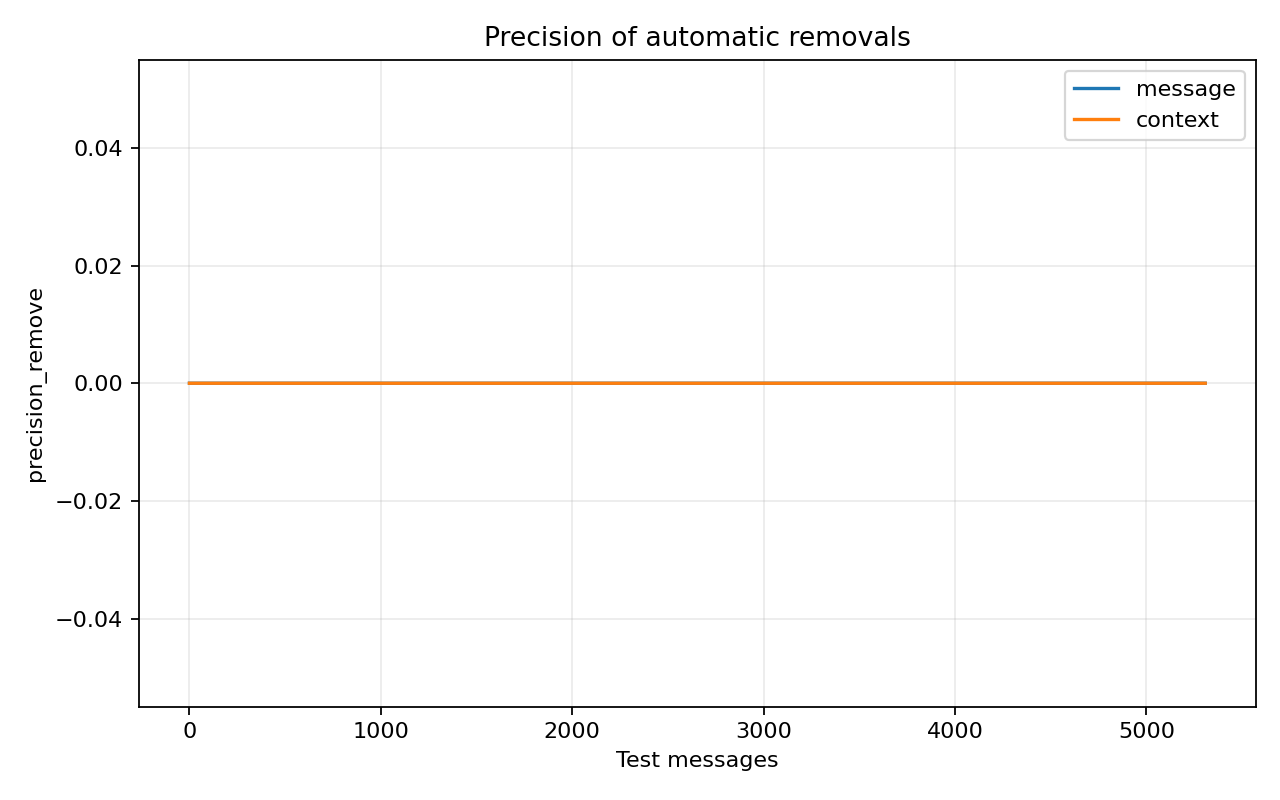 Precision of automatic removals
message
context
precision_remove
0.04
0.02
0.00
−0.02
−0.04
0 1000 2000 3000 4000 5000
Test messages